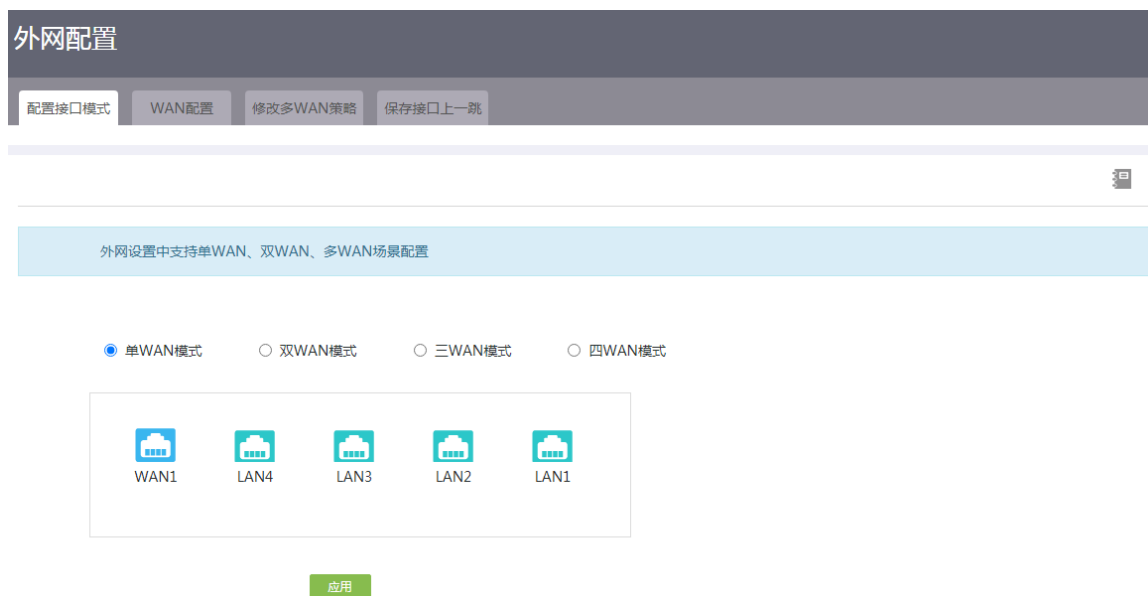 外网配置
配置接口模式 WAN配置 修改多WAN策略 保存接口上一跳
外网设置中支持单WAN、双WAN、多WAN场景配置
单WAN模式 双WAN模式 三WAN模式 四WAN模式
WAN1 LAN4 LAN3 LAN2 LAN1
应用